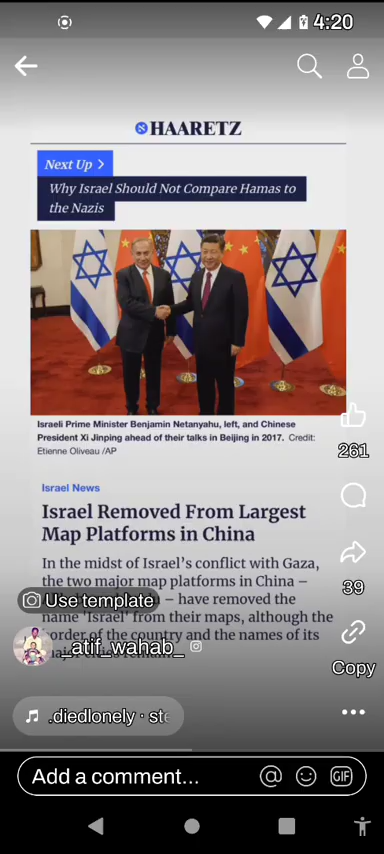 4:20
HAARETZ
Next Up >
Why Israel Should Not Compare Hamas to
the Nazis
Israeli Prime Minister Benjamin Netanyahu, left, and Chinese
President Xi Jinping ahead of their talks in Beijing in 2017. Credit:
Etienne Oliveau /AP
261
Israel News
Israel Removed From Largest
Map Platforms in China
In the midst of Israel's conflict with Gaza,
the two major map platforms in China –
39
Use template
– have removed the
name 'Israel' from their maps, although the
border of the country and the names of its
_atif_wahab_
Copy
.diedlonely · ste
Add a comment...
GIF